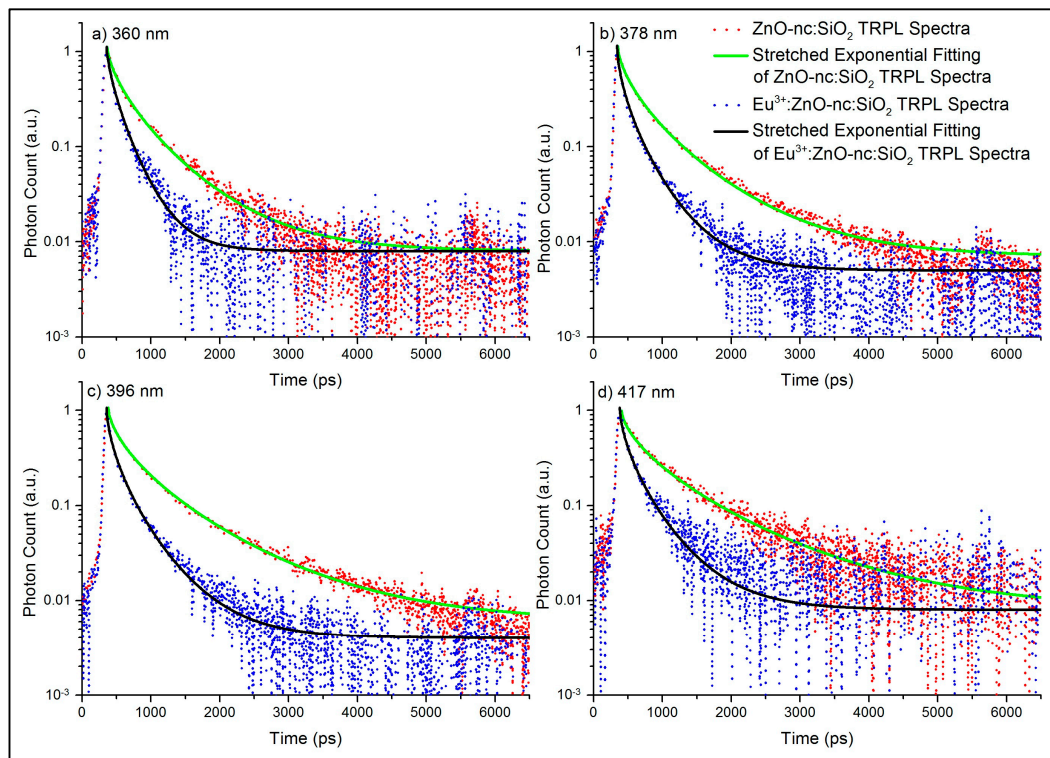 a) 360 nm
1
0.1
0.01
10⁻³
Photon Count (a.u.)
0 1000 2000 3000 4000 5000 6000
Time (ps)
b) 378 nm
ZnO-nc:SiO₂ TRPL Spectra
Stretched Exponential Fitting
of ZnO-nc:SiO₂ TRPL Spectra
Eu³⁺:ZnO-nc:SiO₂ TRPL Spectra
Stretched Exponential Fitting
of Eu³⁺:ZnO-nc:SiO₂ TRPL Spectra
1
0.1
0.01
10⁻³
Photon Count (a.u.)
0 1000 2000 3000 4000 5000 6000
Time (ps)
c) 396 nm
1
0.1
0.01
10⁻³
Photon Count (a.u.)
0 1000 2000 3000 4000 5000 6000
Time (ps)
d) 417 nm
1
0.1
0.01
10⁻³
Photon Count (a.u.)
0 1000 2000 3000 4000 5000 6000
Time (ps)